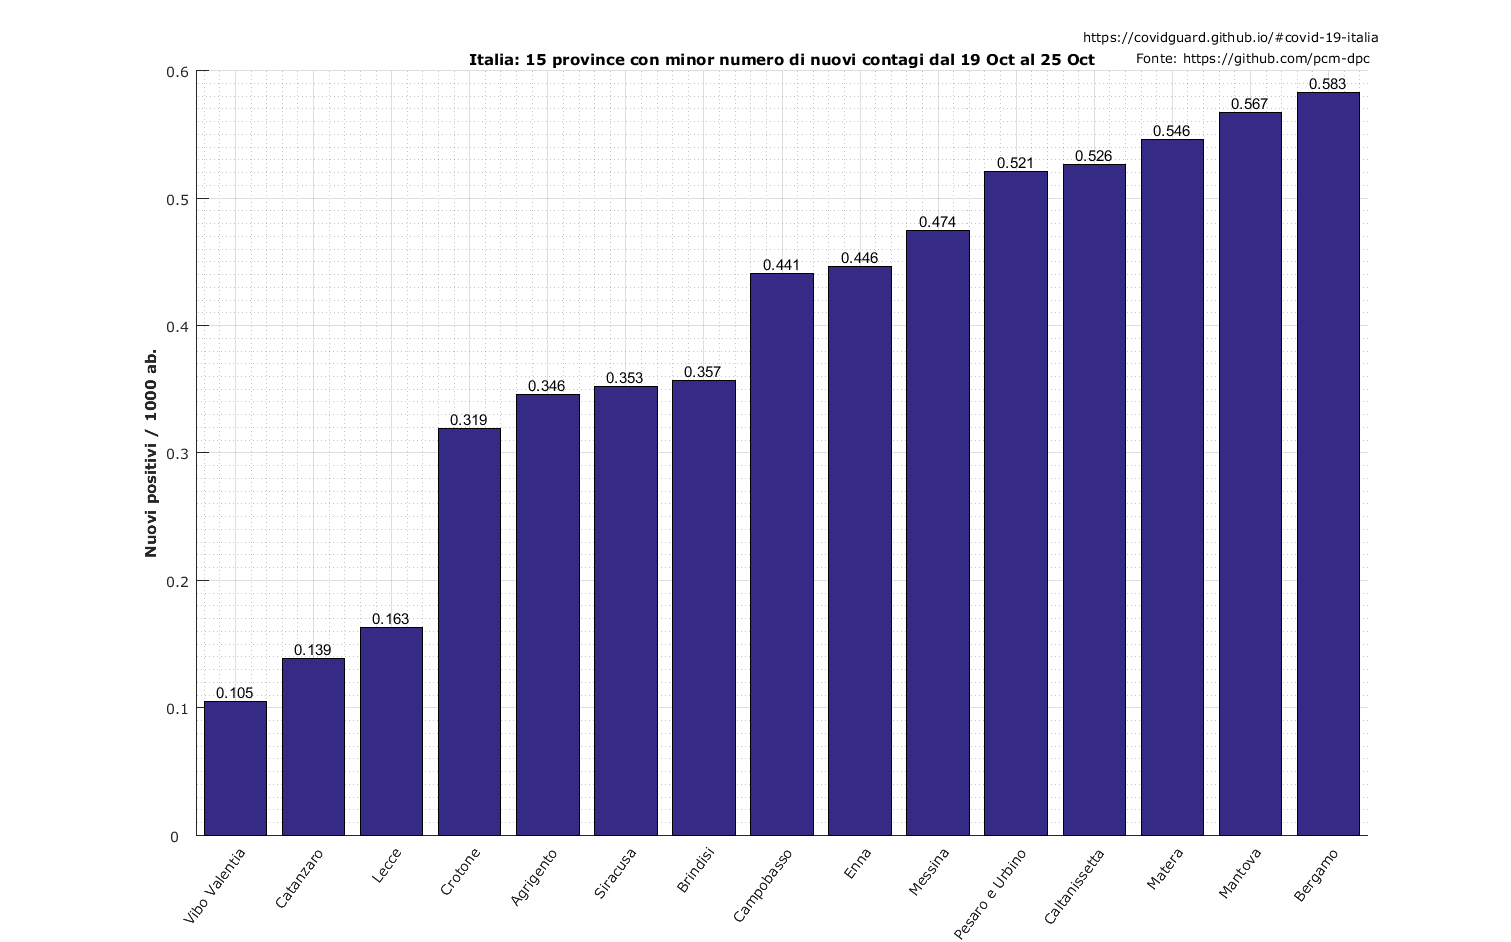 https://covidguard.github.io/#covid-19-italia
Italia: 15 province con minor numero di nuovi contagi dal 19 Oct al 25 Oct
Fonte: https://github.com/pcm-dpc
Nuovi positivi / 1000 ab.
0.6
0.5
0.4
0.3
0.2
0.1
0
0.105
0.139
0.163
0.319
0.346
0.353
0.357
0.441
0.446
0.474
0.521
0.526
0.546
0.567
0.583
Vibo Valentia
Catanzaro
Lecce
Crotone
Agrigento
Siracusa
Brindisi
Campobasso
Enna
Messina
Pesaro e Urbino
Caltanissetta
Matera
Mantova
Bergamo